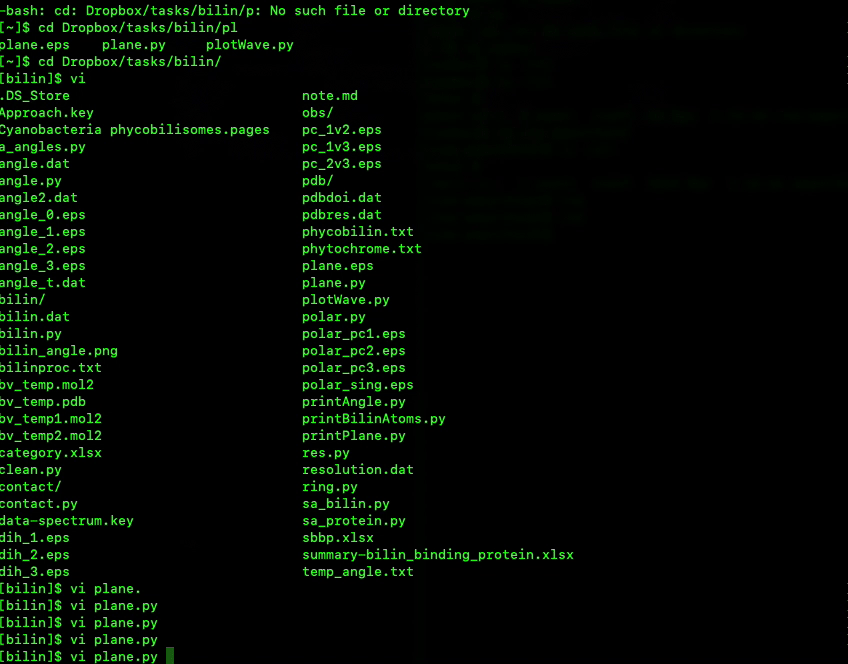 -bash: cd: Dropbox/tasks/bilin/p: No such file or directory
[~]$ cd Dropbox/tasks/bilin/pl
plane.eps    plane.py     plotWave.py
[~]$ cd Dropbox/tasks/bilin/
[bilin]$ vi
.DS_Store                             note.md
Approach.key                          obs/
Cyanobacteria phycobilisomes.pages    pc_1v2.eps
a_angles.py                           pc_1v3.eps
angle.dat                             pc_2v3.eps
angle.py                              pdb/
angle2.dat                            pdbdoi.dat
angle_0.eps                           pdbres.dat
angle_1.eps                           phycobilin.txt
angle_2.eps                           phytochrome.txt
angle_3.eps                           plane.eps
angle_t.dat                           plane.py
bilin/                                plotWave.py
bilin.dat                             polar.py
bilin.py                              polar_pc1.eps
bilin_angle.png                       polar_pc2.eps
bilinproc.txt                         polar_pc3.eps
bv_temp.mol2                          polar_sing.eps
bv_temp.pdb                           printAngle.py
bv_temp1.mol2                         printBilinAtoms.py
bv_temp2.mol2                         printPlane.py
category.xlsx                         res.py
clean.py                              resolution.dat
contact/                              ring.py
contact.py                            sa_bilin.py
data-spectrum.key                     sa_protein.py
dih_1.eps                             sbbp.xlsx
dih_2.eps                             summary-bilin_binding_protein.xlsx
dih_3.eps                             temp_angle.txt
[bilin]$ vi plane.
[bilin]$ vi plane.py
[bilin]$ vi plane.py
[bilin]$ vi plane.py
[bilin]$ vi plane.py